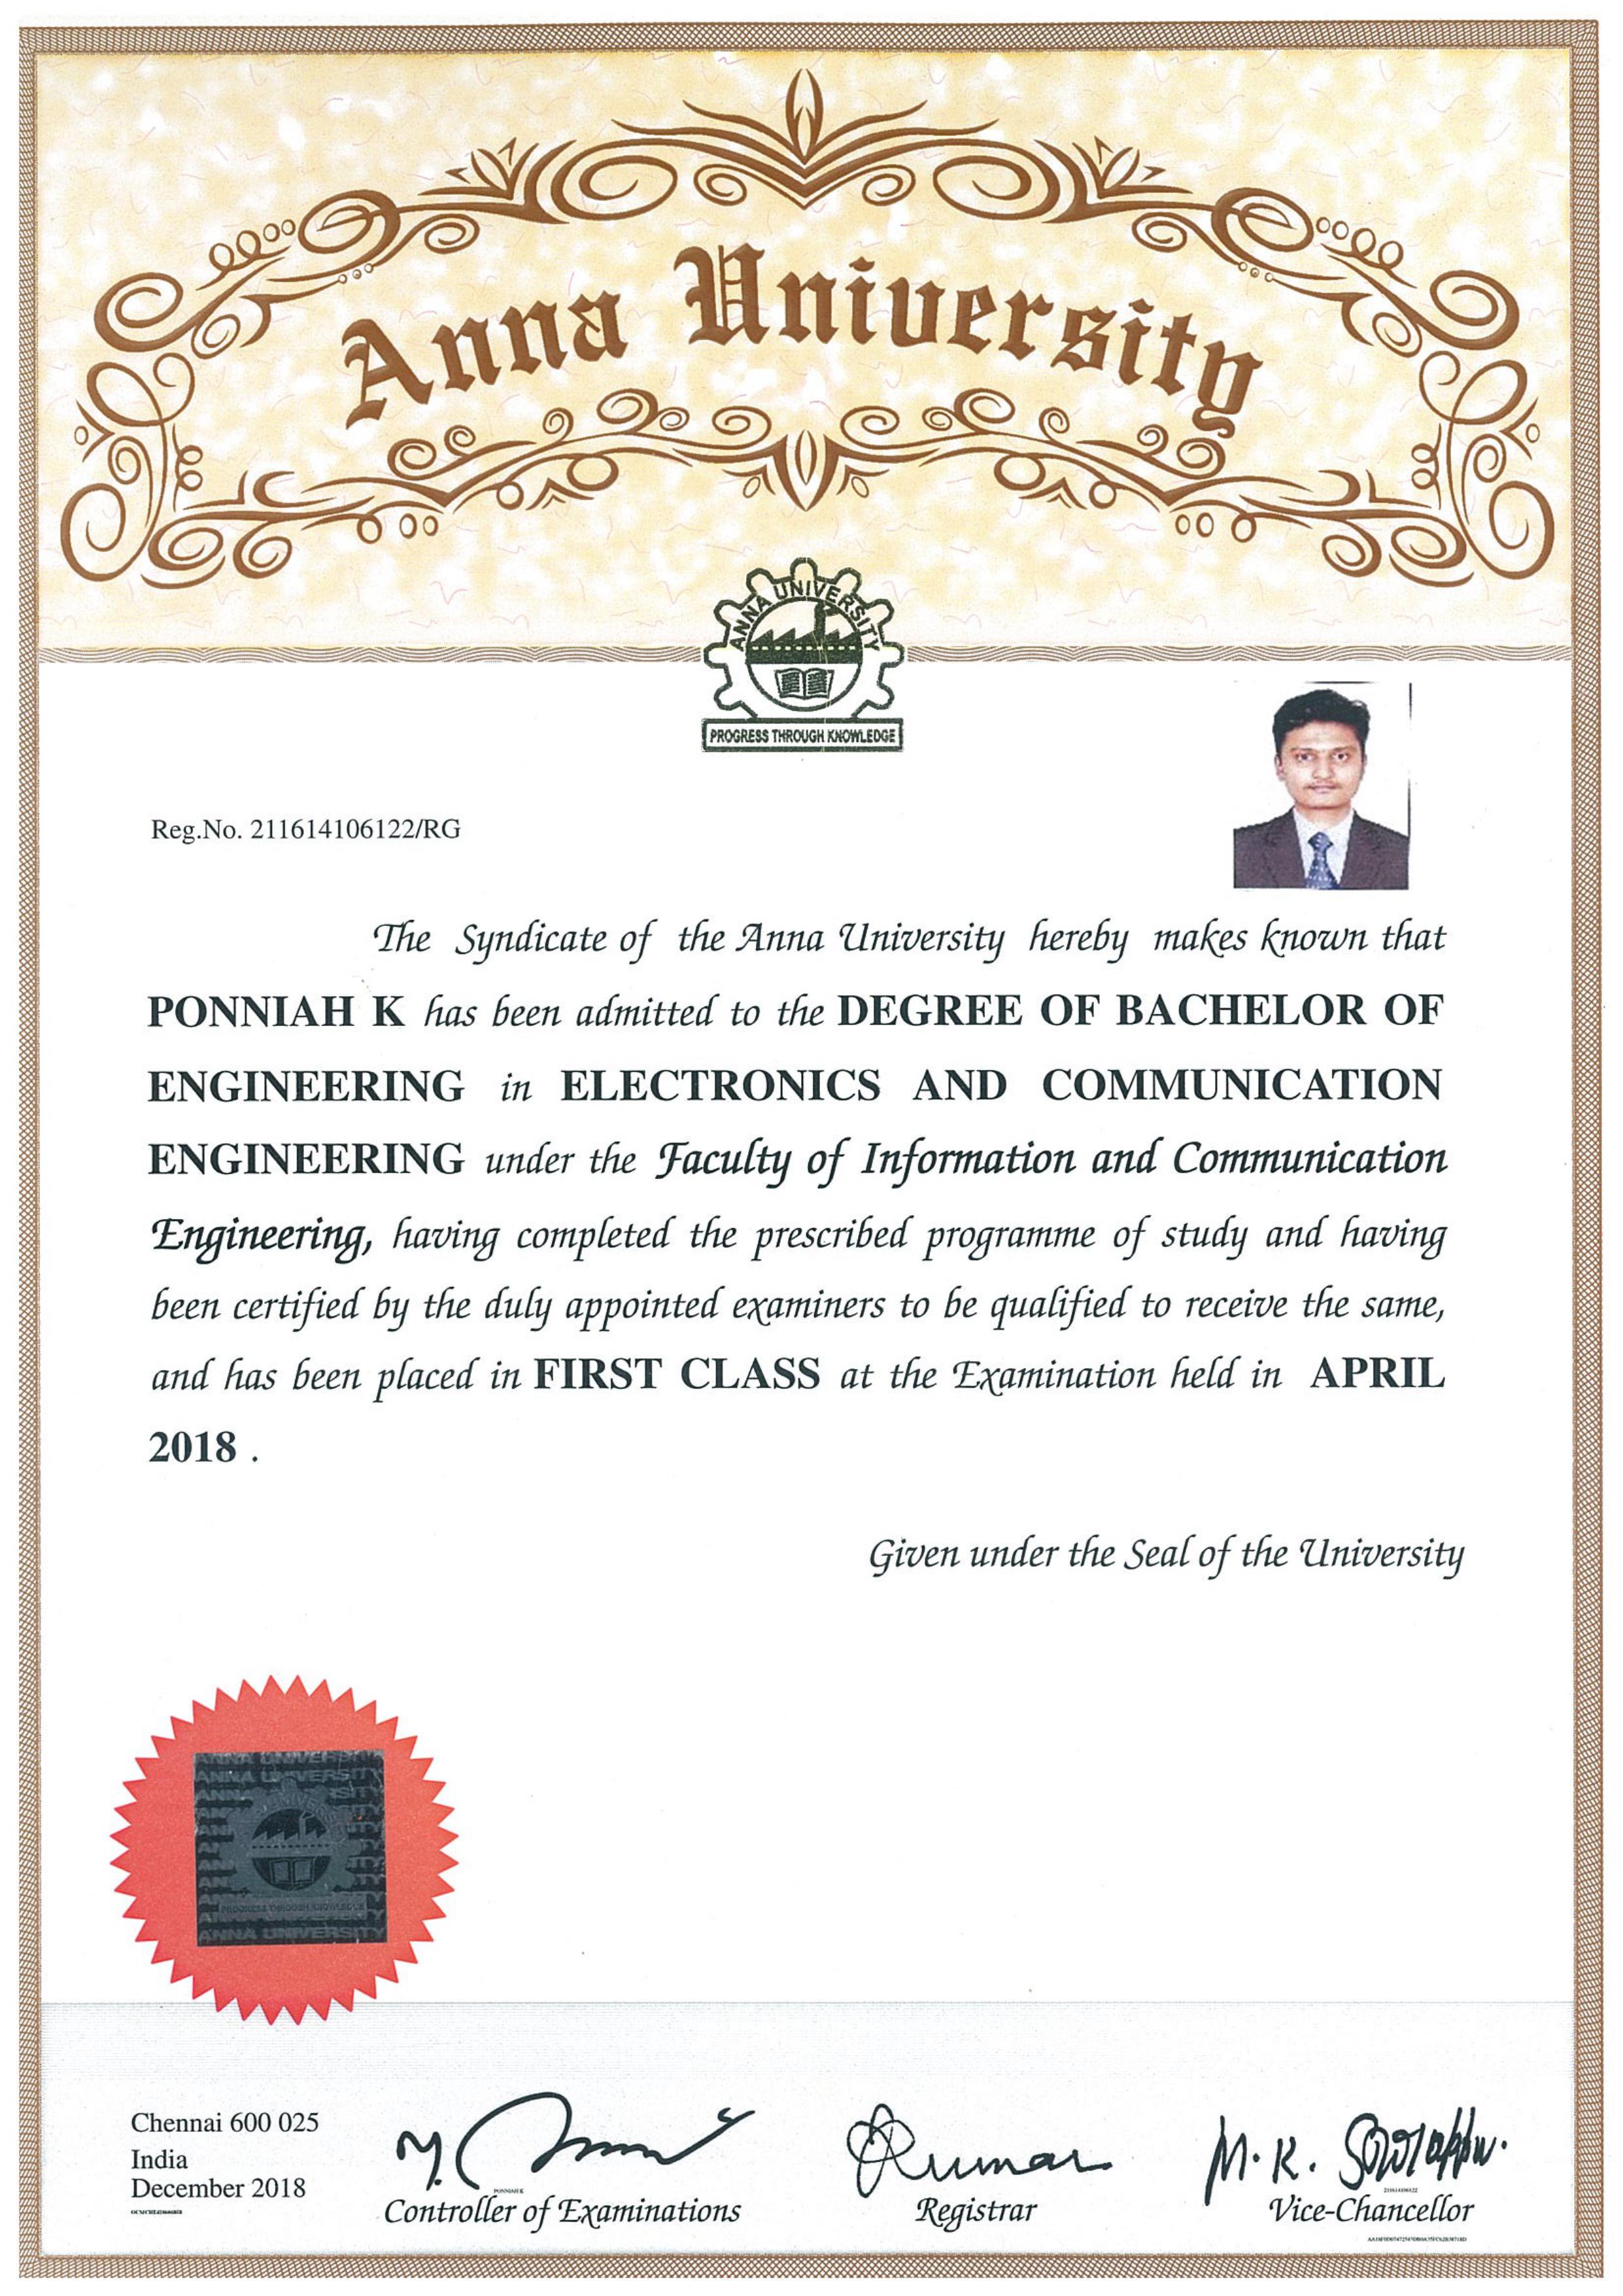 Anna University
ANNA UNIVERSITY
PROGRESS THROUGH KNOWLEDGE
Reg.No. 211614106122/RG
The Syndicate of the Anna University hereby makes known that
PONNIAH K has been admitted to the DEGREE OF BACHELOR OF
ENGINEERING in ELECTRONICS AND COMMUNICATION
ENGINEERING under the Faculty of Information and Communication
Engineering, having completed the prescribed programme of study and having
been certified by the duly appointed examiners to be qualified to receive the same,
and has been placed in FIRST CLASS at the Examination held in APRIL
2018 .
Given under the Seal of the University
ANNA UNIVERSITY
PROGRESS THROUGH KNOWLEDGE
ANNA UNIVERSITY
Chennai 600 025
India
December 2018
PONNIAH K
Controller of Examinations
Registrar
211614106122
Vice-Chancellor